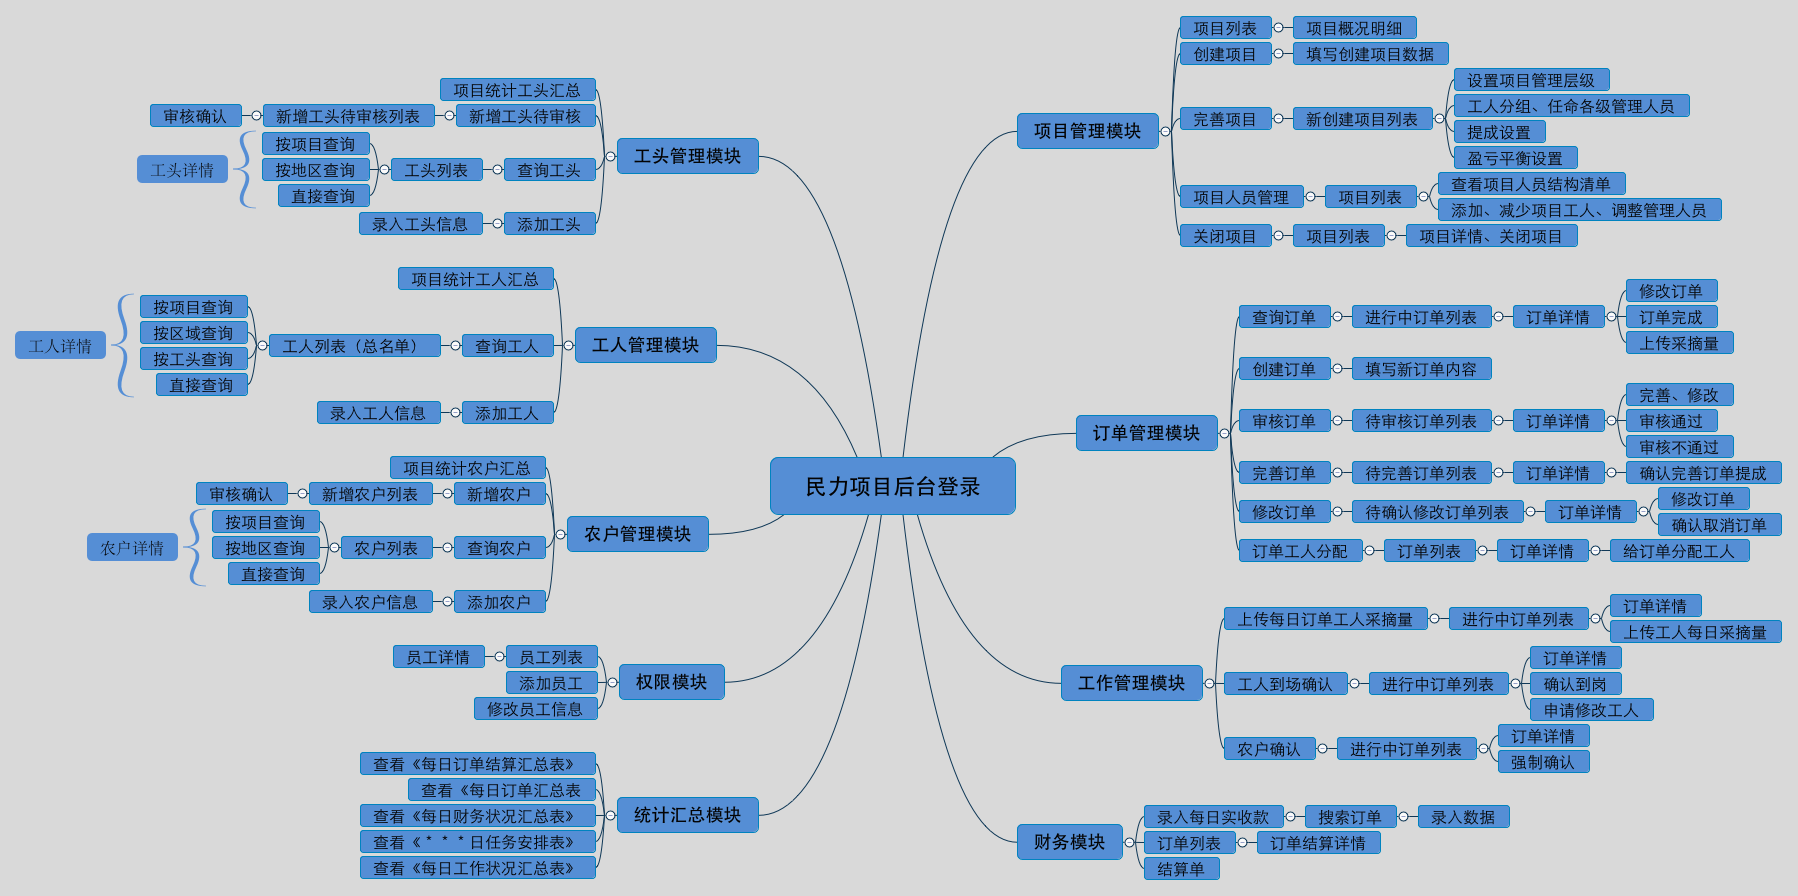 民力项目后台登录
项目管理模块
项目列表
项目概况明细
创建项目
填写创建项目数据
完善项目
新创建项目列表
设置项目管理层级
工人分组、任命各级管理人员
提成设置
盈亏平衡设置
项目人员管理
项目列表
查看项目人员结构清单
添加、减少项目工人、调整管理人员
关闭项目
项目列表
项目详情、关闭项目
订单管理模块
查询订单
进行中订单列表
订单详情
修改订单
订单完成
上传采摘量
创建订单
填写新订单内容
审核订单
待审核订单列表
订单详情
完善、修改
审核通过
审核不通过
完善订单
待完善订单列表
订单详情
确认完善订单提成
修改订单
待确认修改订单列表
订单详情
修改订单
确认取消订单
订单工人分配
订单列表
订单详情
给订单分配工人
工作管理模块
上传每日订单工人采摘量
进行中订单列表
订单详情
上传工人每日采摘量
工人到场确认
进行中订单列表
订单详情
确认到岗
申请修改工人
农户确认
进行中订单列表
订单详情
强制确认
财务模块
录入每日实收款
搜索订单
录入数据
订单列表
订单结算详情
结算单
工头管理模块
项目统计工头汇总
新增工头待审核
新增工头待审核列表
审核确认
查询工头
工头列表
按项目查询
按地区查询
直接查询
工头详情
添加工头
录入工头信息
工人管理模块
项目统计工人汇总
查询工人
工人列表（总名单）
按项目查询
按区域查询
按工头查询
直接查询
工人详情
添加工人
录入工人信息
农户管理模块
项目统计农户汇总
新增农户
新增农户列表
审核确认
查询农户
农户列表
按项目查询
按地区查询
直接查询
农户详情
添加农户
录入农户信息
权限模块
员工列表
员工详情
添加员工
修改员工信息
统计汇总模块
查看《每日订单结算汇总表》
查看《每日订单汇总表
查看《每日财务状况汇总表》
查看《＊＊＊日任务安排表》
查看《每日工作状况汇总表》